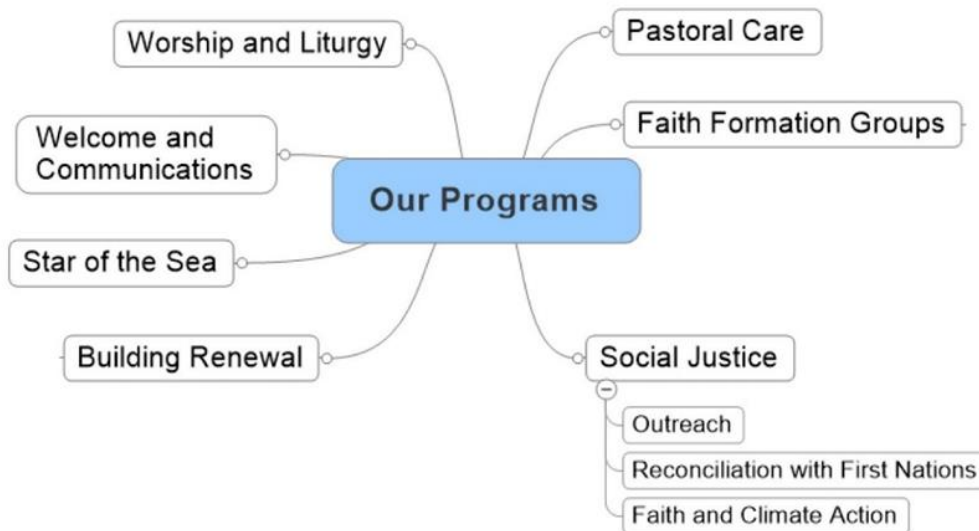 Worship and Liturgy
Pastoral Care
Welcome and
Communications
Faith Formation Groups
Our Programs
Star of the Sea
Building Renewal
Social Justice
Outreach
Reconciliation with First Nations
Faith and Climate Action